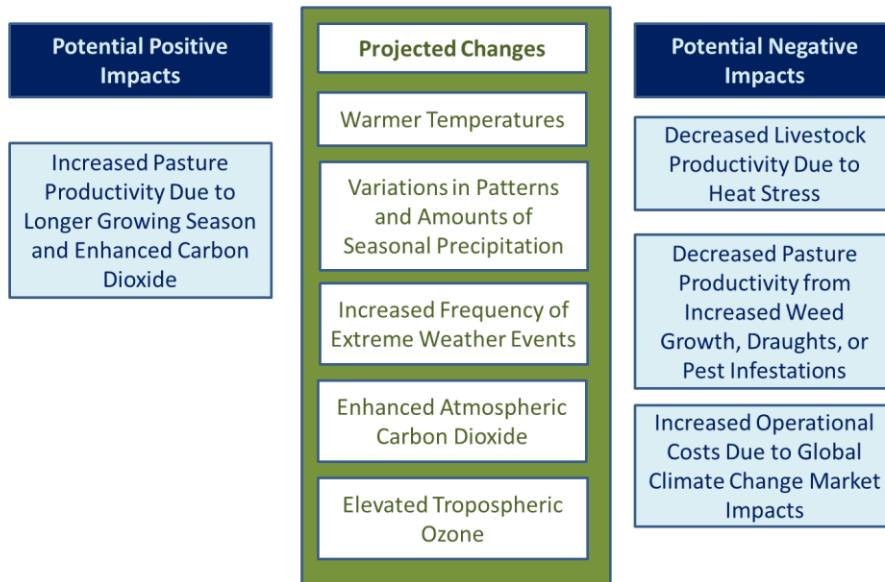 Potential Positive
Impacts
Increased Pasture
Productivity Due to
Longer Growing Season
and Enhanced Carbon
Dioxide
Projected Changes
Warmer Temperatures
Variations in Patterns
and Amounts of
Seasonal Precipitation
Increased Frequency of
Extreme Weather Events
Enhanced Atmospheric
Carbon Dioxide
Elevated Tropospheric
Ozone
Potential Negative
Impacts
Decreased Livestock
Productivity Due to
Heat Stress
Decreased Pasture
Productivity from
Increased Weed
Growth, Draughts, or
Pest Infestations
Increased Operational
Costs Due to Global
Climate Change Market
Impacts